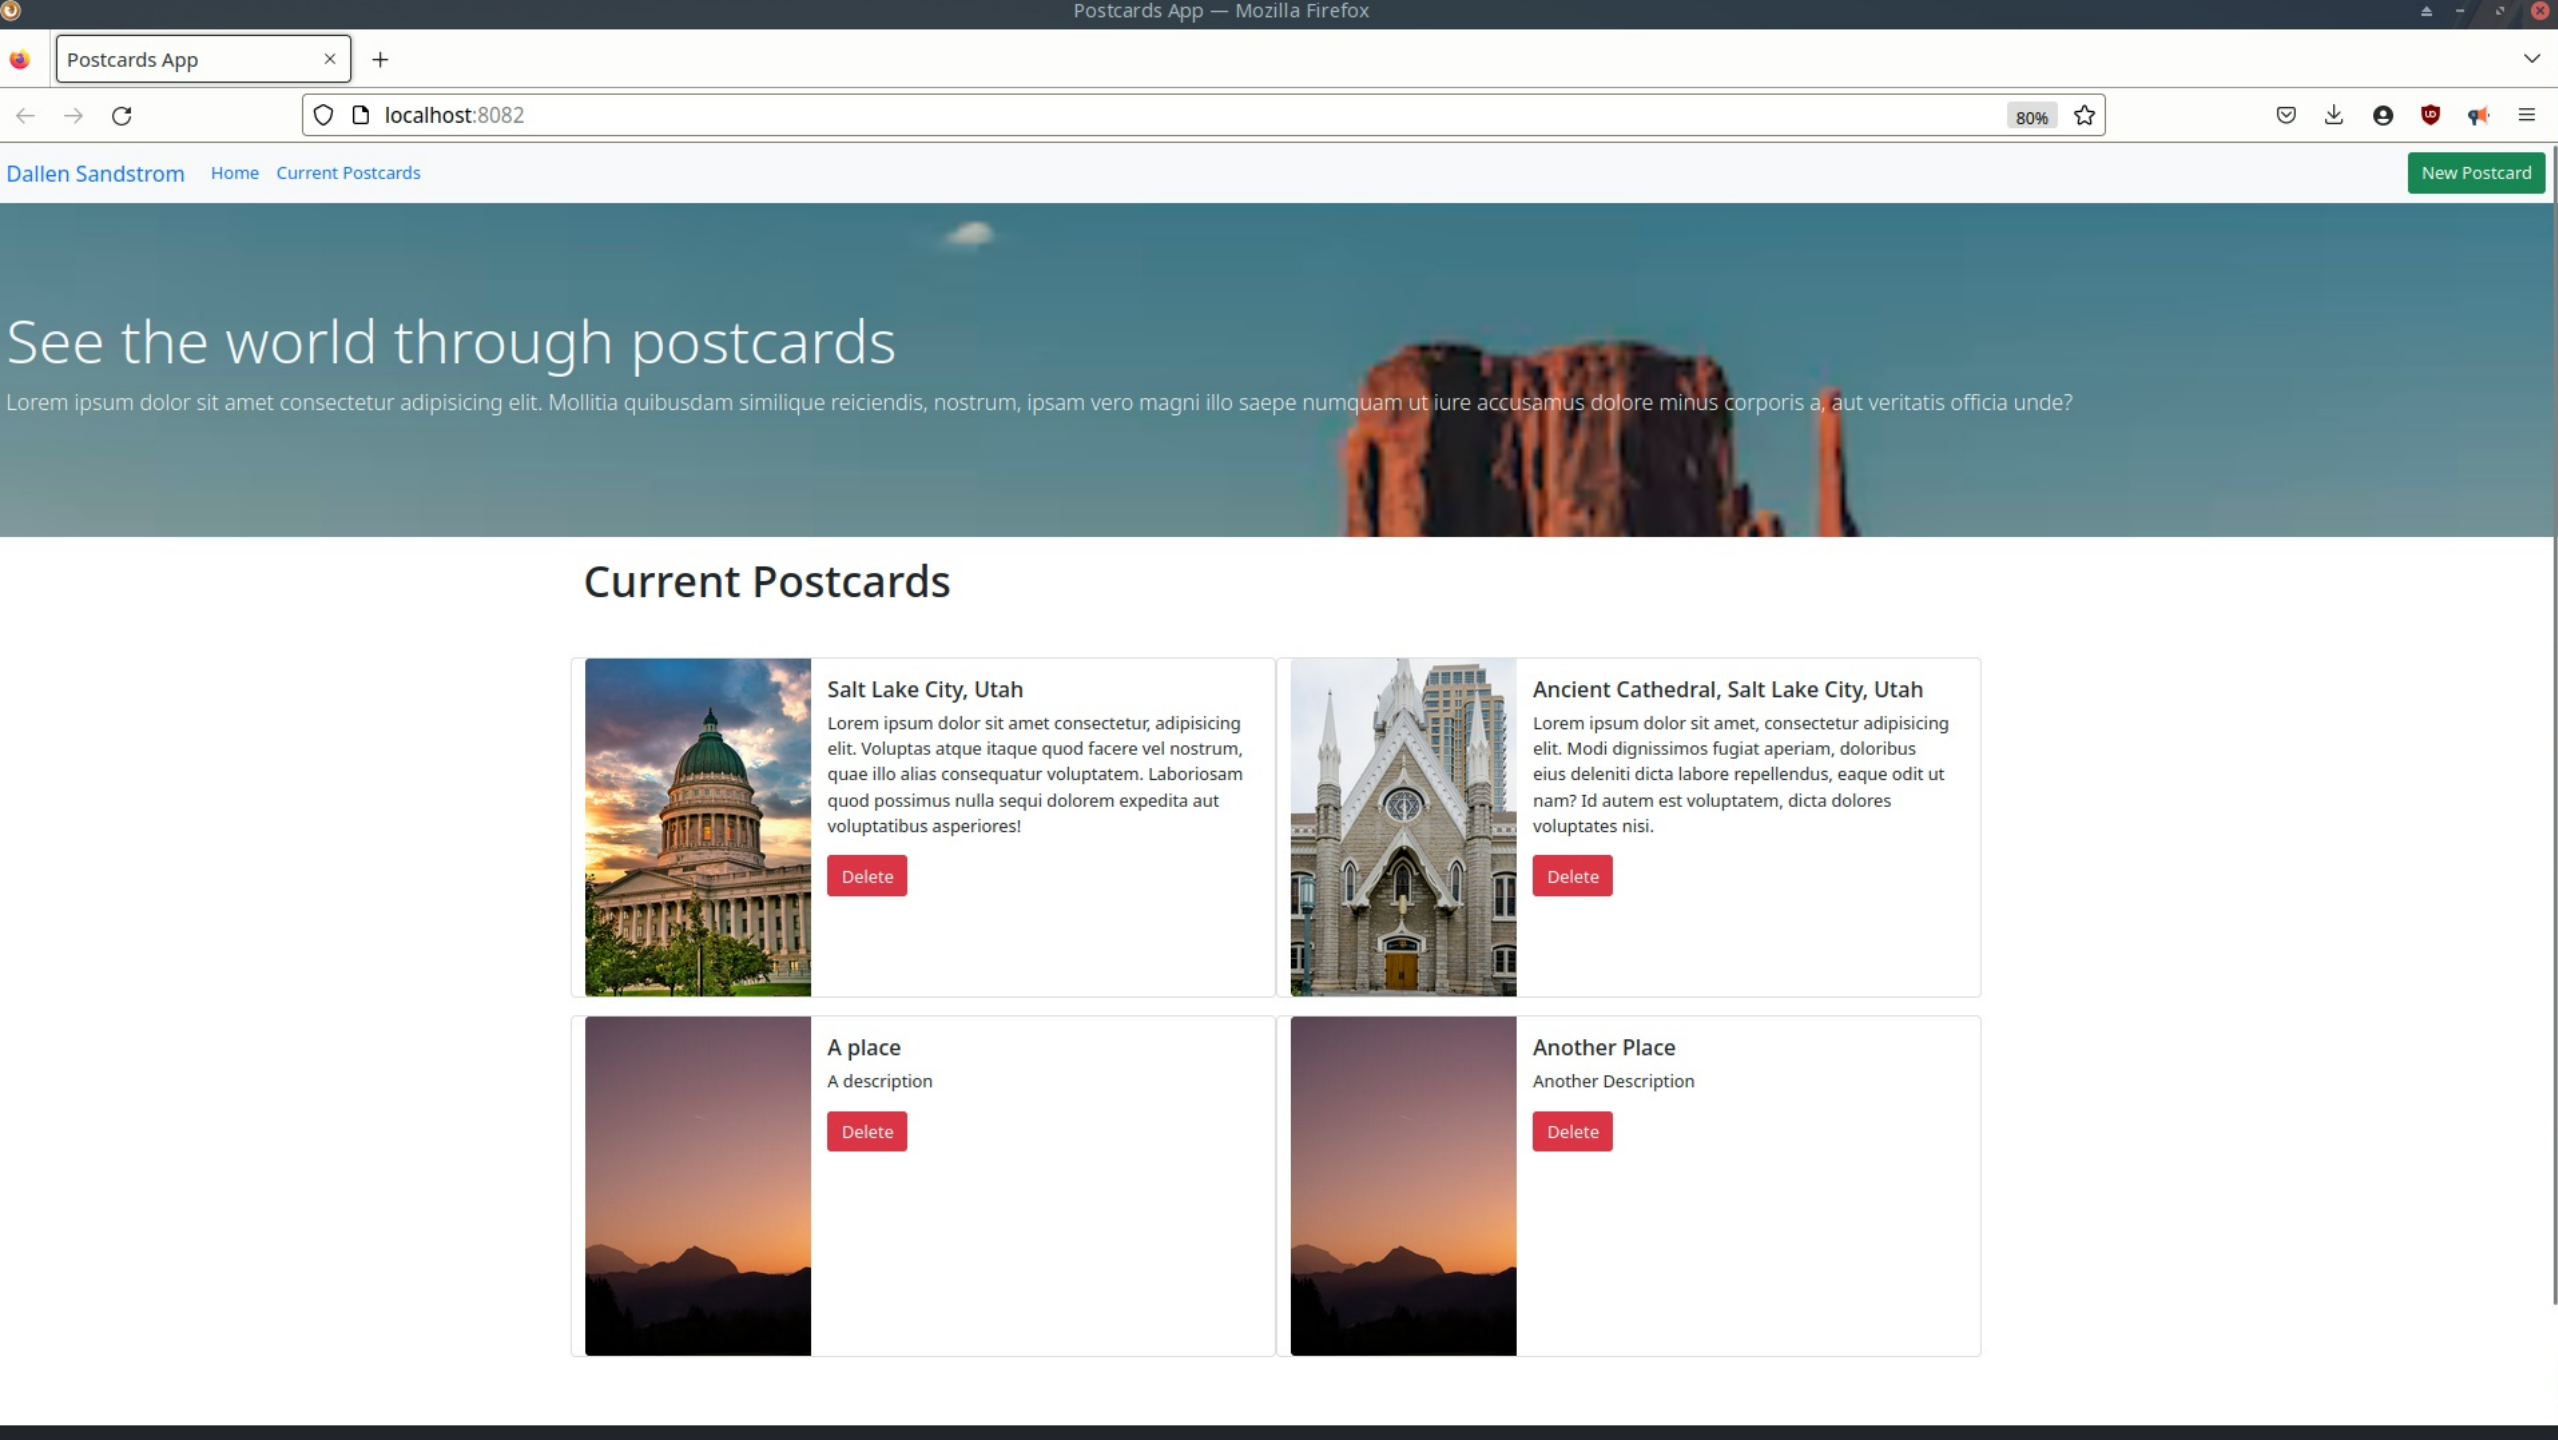 Postcards App — Mozilla Firefox
Postcards App
localhost:8082
80%
Dallen Sandstrom Home Current Postcards New Postcard
See the world through postcards
Lorem ipsum dolor sit amet consectetur adipisicing elit. Mollitia quibusdam similique reiciendis, nostrum, ipsam vero magni illo saepe numquam ut iure accusamus dolore minus corporis a, aut veritatis officia unde?
Current Postcards
Salt Lake City, Utah
Lorem ipsum dolor sit amet consectetur, adipisicing
elit. Voluptas atque itaque quod facere vel nostrum,
quae illo alias consequatur voluptatem. Laboriosam
quod possimus nulla sequi dolorem expedita aut
voluptatibus asperiores!
Delete
Ancient Cathedral, Salt Lake City, Utah
Lorem ipsum dolor sit amet, consectetur adipisicing
elit. Modi dignissimos fugiat aperiam, doloribus
eius deleniti dicta labore repellendus, eaque odit ut
nam? Id autem est voluptatem, dicta dolores
voluptates nisi.
Delete
A place
A description
Delete
Another Place
Another Description
Delete